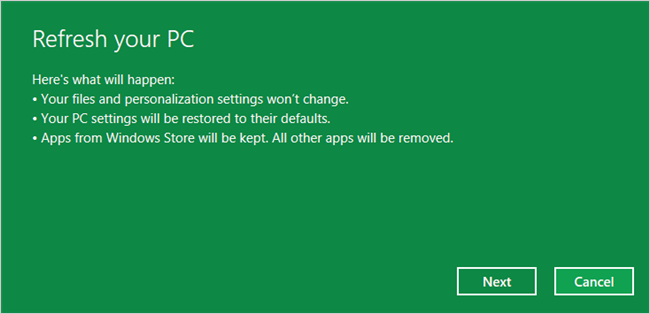 Refresh your PC
Here's what will happen:
• Your files and personalization settings won't change.
• Your PC settings will be restored to their defaults.
• Apps from Windows Store will be kept. All other apps will be removed.
Next
Cancel